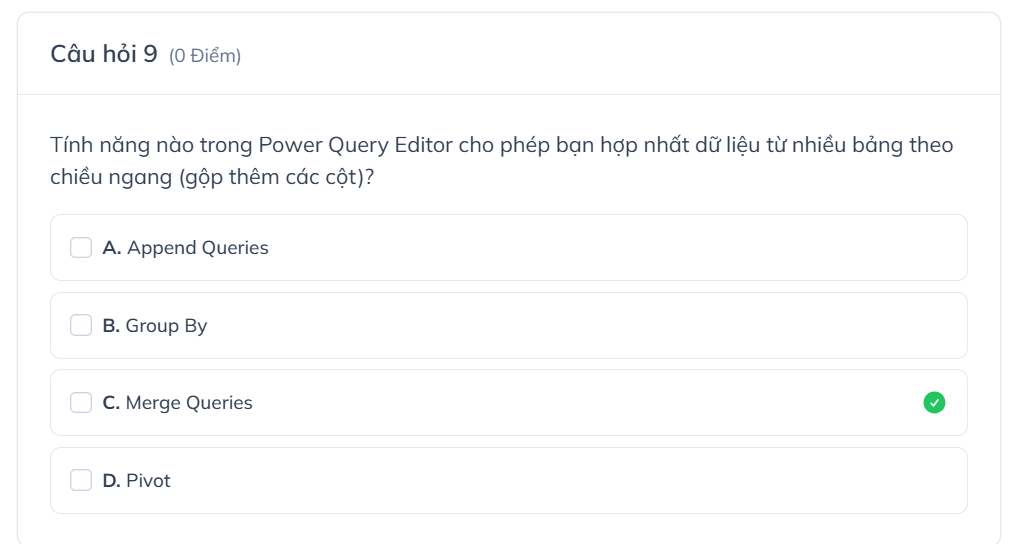 Câu hỏi 9 (0 Điểm)
Tính năng nào trong Power Query Editor cho phép bạn hợp nhất dữ liệu từ nhiều bảng theo
chiều ngang (gộp thêm các cột)?
A. Append Queries
B. Group By
C. Merge Queries
D. Pivot